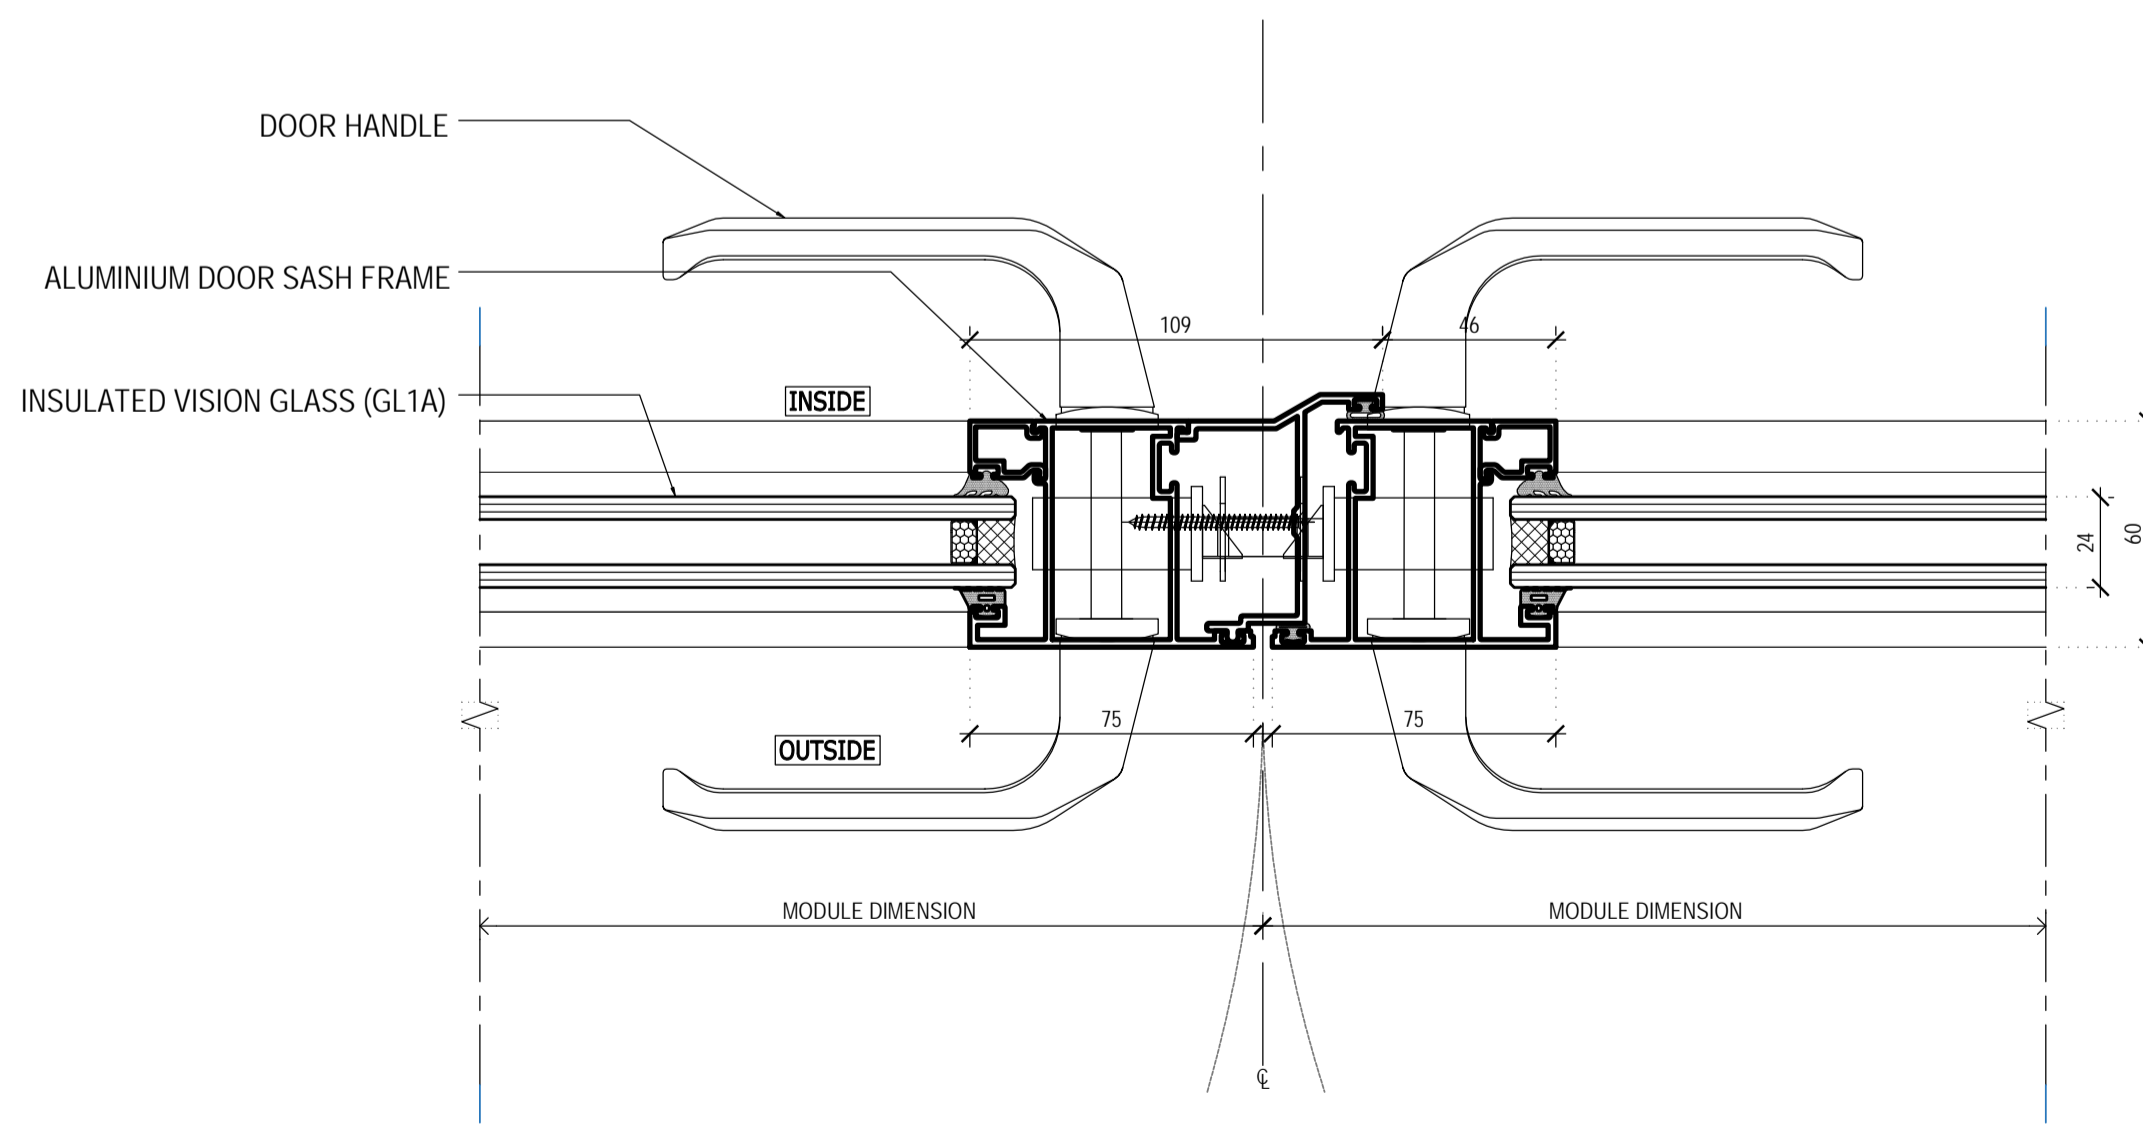 DOOR HANDLE
ALUMINIUM DOOR SASH FRAME
109
46
INSULATED VISION GLASS (GL1A)
INSIDE
24
60
75
75
OUTSIDE
MODULE DIMENSION
MODULE DIMENSION
℄